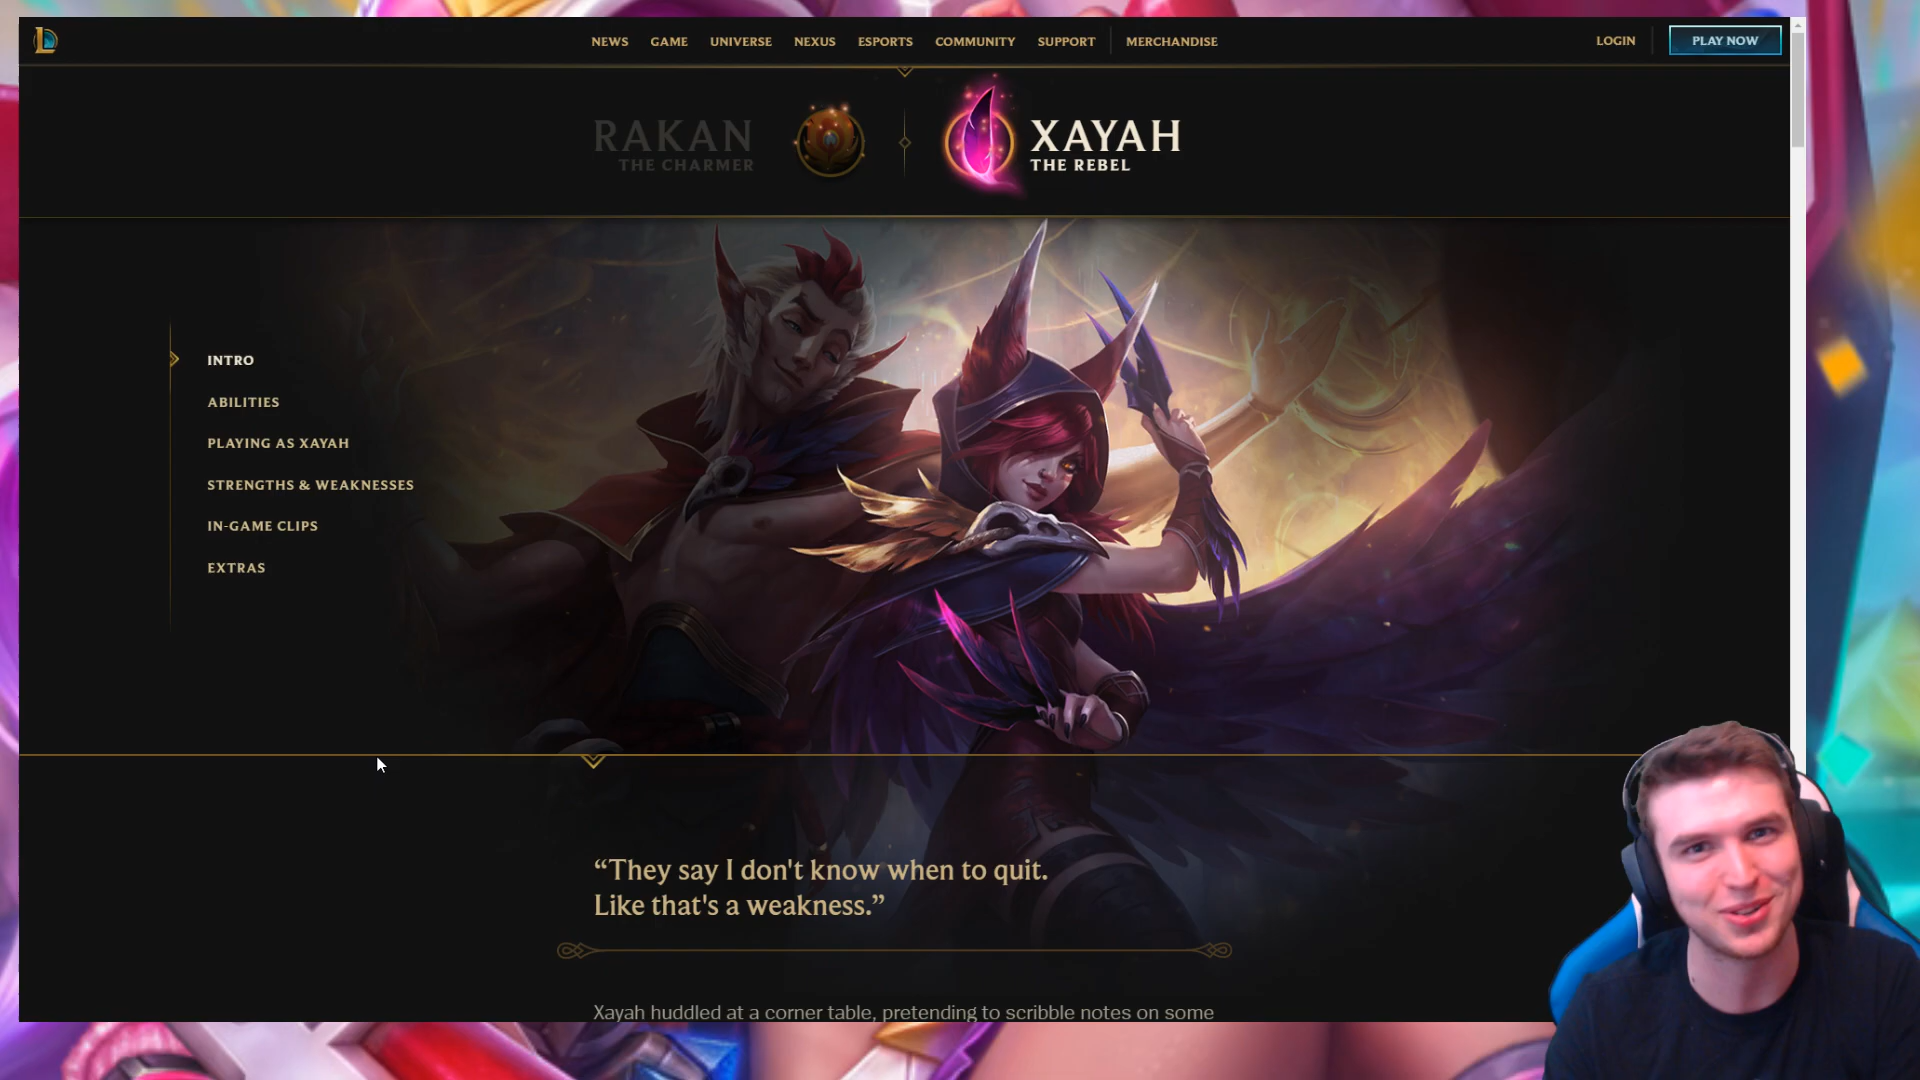 NEWS GAME UNIVERSE NEXUS ESPORTS COMMUNITY SUPPORT MERCHANDISE LOGIN PLAY NOW
RAKAN
THE CHARMER
XAYAH
THE REBEL
INTRO
ABILITIES
PLAYING AS XAYAH
STRENGTHS & WEAKNESSES
IN-GAME CLIPS
EXTRAS
“They say I don't know when to quit.
Like that's a weakness.”
Xayah huddled at a corner table, pretending to scribble notes on some